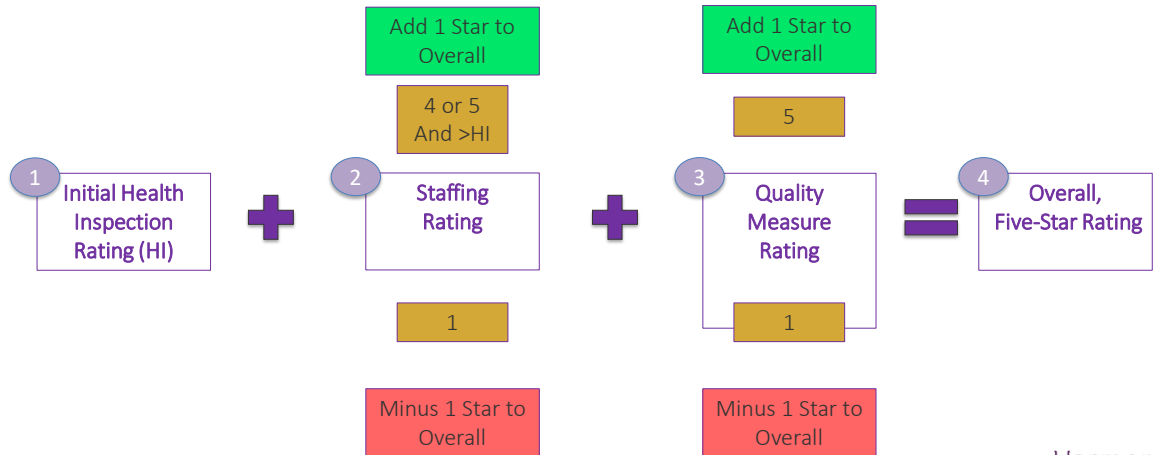 Add 1 Star to
Overall
4 or 5
And >HI
Add 1 Star to
Overall
5
1
Initial Health
Inspection
Rating (HI)
2
Staffing
Rating
3
Quality
Measure
Rating
4
Overall,
Five-Star Rating
1
1
Minus 1 Star to
Overall
Minus 1 Star to
Overall